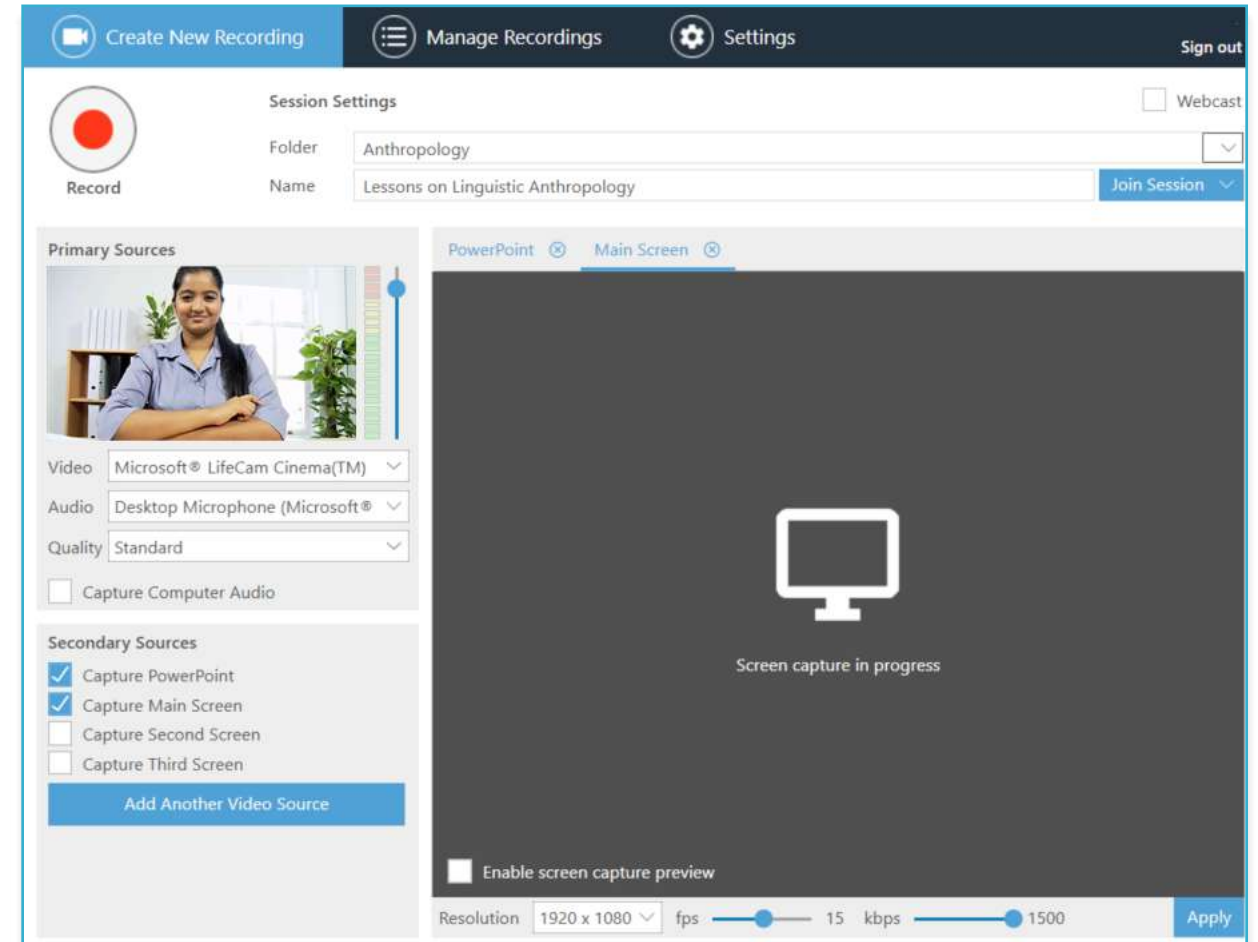 Create New Recording
Manage Recordings
Settings
Sign out
Record
Session Settings
Webcast
Folder
Anthropology
Name
Lessons on Linguistic Anthropology
Join Session
Primary Sources
Video
Microsoft® LifeCam Cinema(TM)
Audio
Desktop Microphone (Microsoft®
Quality
Standard
Capture Computer Audio
Secondary Sources
Capture PowerPoint
Capture Main Screen
Capture Second Screen
Capture Third Screen
Add Another Video Source
PowerPoint
Main Screen
Screen capture in progress
Enable screen capture preview
Resolution
1920 x 1080
fps
15
kbps
1500
Apply